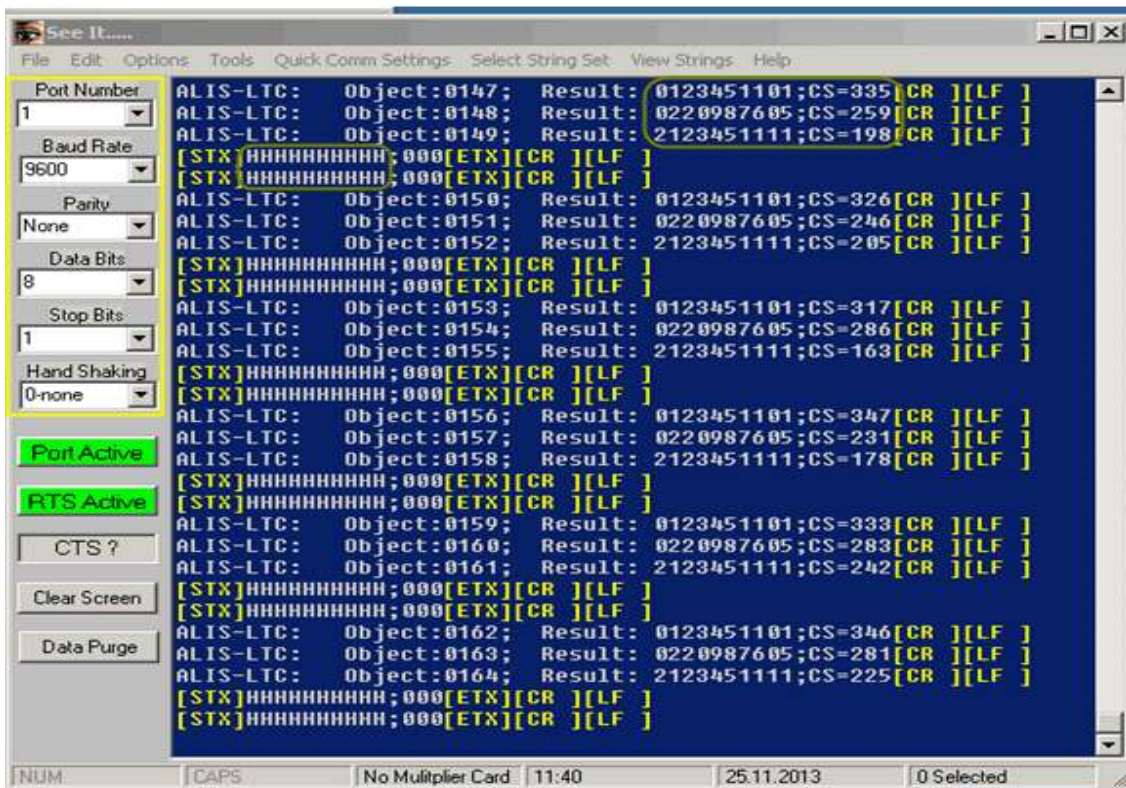 See It.....
File Edit Options Tools Quick Comm Settings Select String Set View Strings Help
Port Number
1
Baud Rate
9600
Parity
None
Data Bits
8
Stop Bits
1
Hand Shaking
0-none
Port Active
RTS Active
CTS ?
Clear Screen
Data Purge
ALIS-LTC: Object:0147; Result: 0123451101;CS=335[CR ][LF ]
ALIS-LTC: Object:0148; Result: 0220987605;CS=259[CR ][LF ]
ALIS-LTC: Object:0149; Result: 2123451111;CS=198[CR ][LF ]
[STX]HHHHHHHHHHH;000[ETX][CR ][LF ]
[STX]HHHHHHHHHHH;000[ETX][CR ][LF ]
ALIS-LTC: Object:0150; Result: 0123451101;CS=326[CR ][LF ]
ALIS-LTC: Object:0151; Result: 0220987605;CS=246[CR ][LF ]
ALIS-LTC: Object:0152; Result: 2123451111;CS=205[CR ][LF ]
[STX]HHHHHHHHHHH;000[ETX][CR ][LF ]
[STX]HHHHHHHHHHH;000[ETX][CR ][LF ]
ALIS-LTC: Object:0153; Result: 0123451101;CS=317[CR ][LF ]
ALIS-LTC: Object:0154; Result: 0220987605;CS=286[CR ][LF ]
ALIS-LTC: Object:0155; Result: 2123451111;CS=163[CR ][LF ]
[STX]HHHHHHHHHHH;000[ETX][CR ][LF ]
[STX]HHHHHHHHHHH;000[ETX][CR ][LF ]
ALIS-LTC: Object:0156; Result: 0123451101;CS=347[CR ][LF ]
ALIS-LTC: Object:0157; Result: 0220987605;CS=231[CR ][LF ]
ALIS-LTC: Object:0158; Result: 2123451111;CS=178[CR ][LF ]
[STX]HHHHHHHHHHH;000[ETX][CR ][LF ]
[STX]HHHHHHHHHHH;000[ETX][CR ][LF ]
ALIS-LTC: Object:0159; Result: 0123451101;CS=333[CR ][LF ]
ALIS-LTC: Object:0160; Result: 0220987605;CS=283[CR ][LF ]
ALIS-LTC: Object:0161; Result: 2123451111;CS=242[CR ][LF ]
[STX]HHHHHHHHHHH;000[ETX][CR ][LF ]
[STX]HHHHHHHHHHH;000[ETX][CR ][LF ]
ALIS-LTC: Object:0162; Result: 0123451101;CS=346[CR ][LF ]
ALIS-LTC: Object:0163; Result: 0220987605;CS=281[CR ][LF ]
ALIS-LTC: Object:0164; Result: 2123451111;CS=225[CR ][LF ]
[STX]HHHHHHHHHHH;000[ETX][CR ][LF ]
[STX]HHHHHHHHHHH;000[ETX][CR ][LF ]
NUM CAPS No Mulitplier Card 11:40 25.11.2013 0 Selected